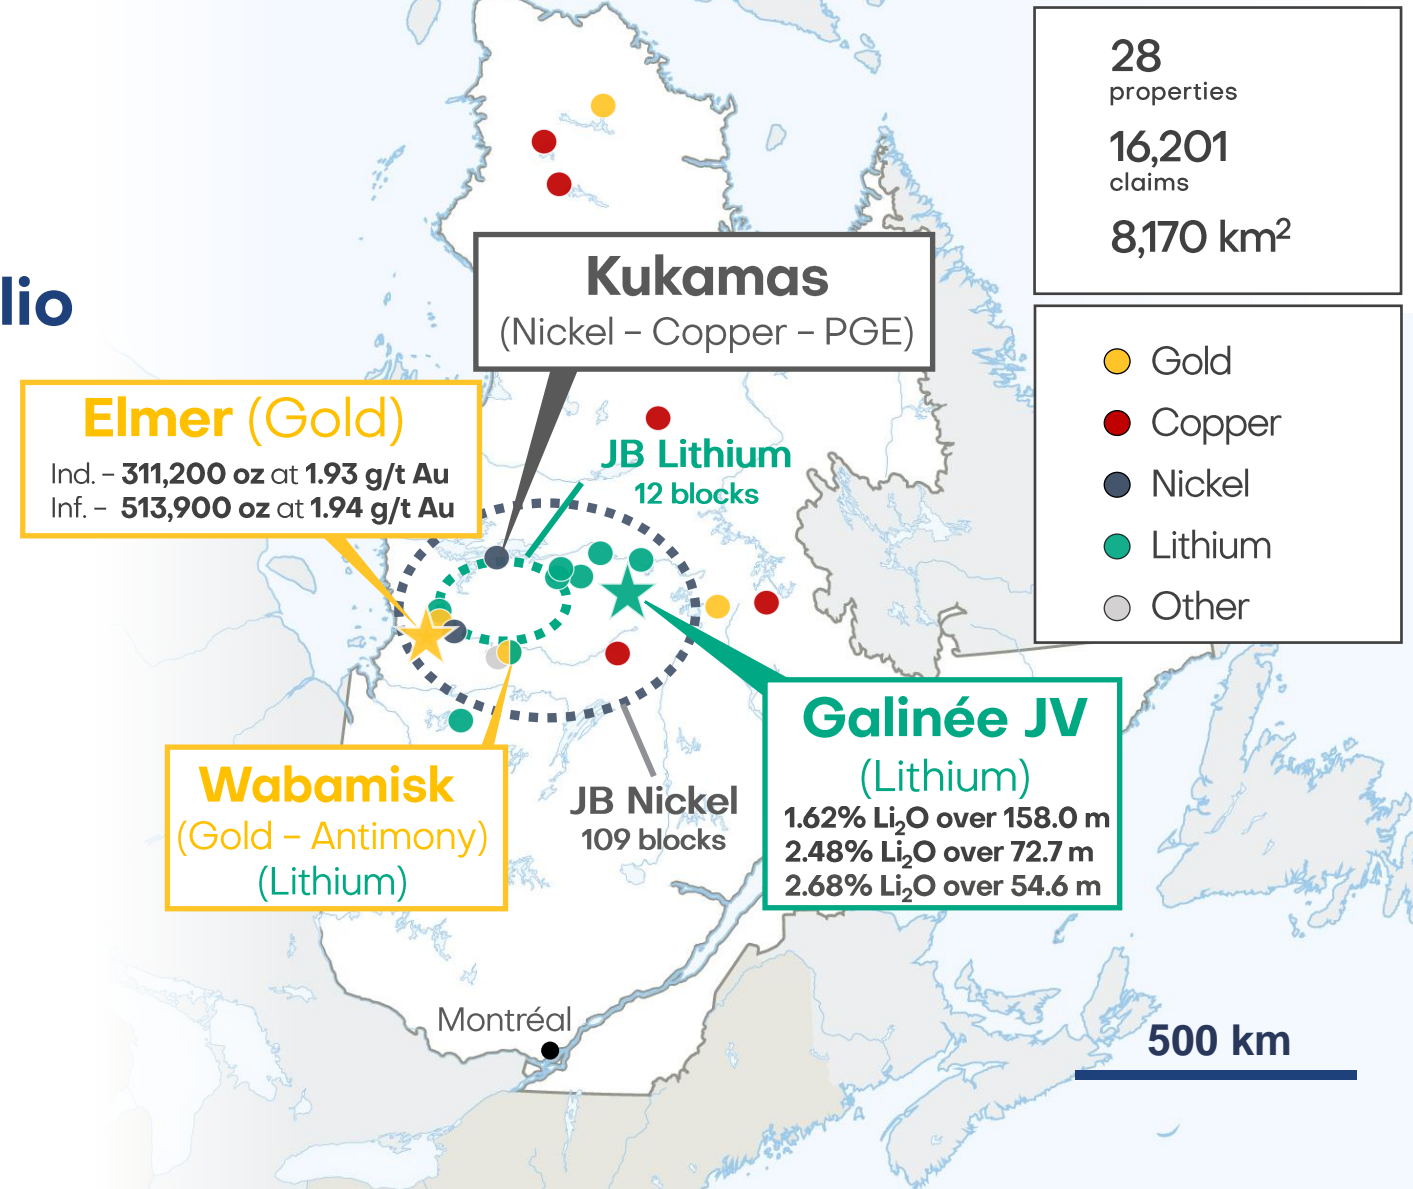 lio
28
properties
16,201
claims
8,170 km²
Kukamas
(Nickel – Copper – PGE)
Gold
Copper
Nickel
Lithium
Other
Elmer (Gold)
Ind. – 311,200 oz at 1.93 g/t Au
Inf. – 513,900 oz at 1.94 g/t Au
JB Lithium
12 blocks
Galinée JV
(Lithium)
1.62% Li₂O over 158.0 m
2.48% Li₂O over 72.7 m
2.68% Li₂O over 54.6 m
Wabamisk
(Gold – Antimony)
(Lithium)
JB Nickel
109 blocks
Montréal
500 km